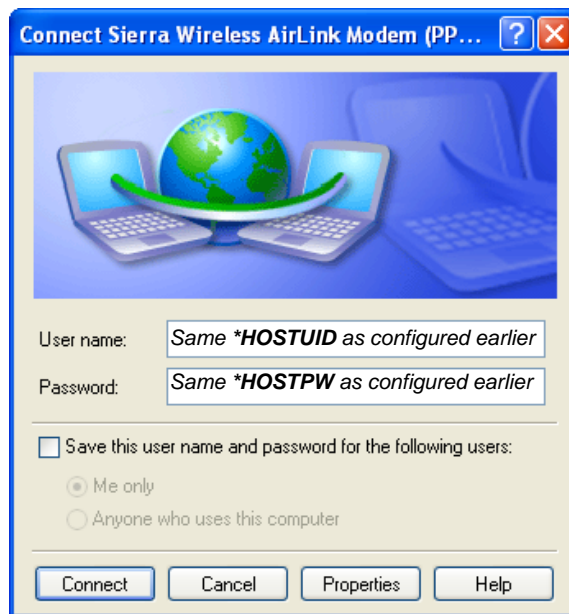 Connect Sierra Wireless AirLink Modem (PP...
User name: Same *HOSTUID as configured earlier
Password: Same *HOSTPW as configured earlier
Save this user name and password for the following users:
Me only
Anyone who uses this computer
Connect Cancel Properties Help